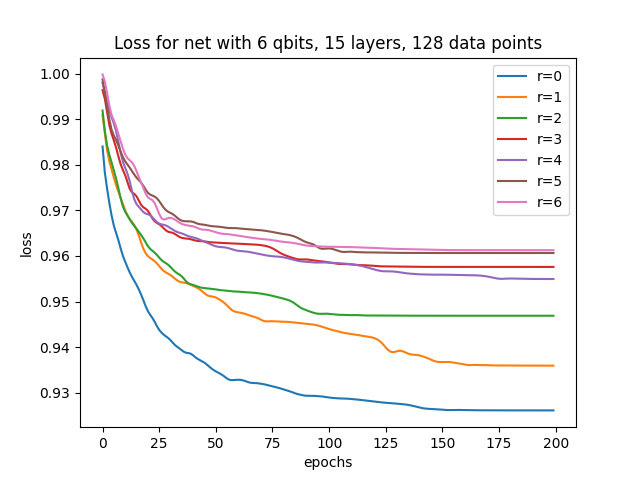 Loss for net with 6 qbits, 15 layers, 128 data points
1.00
0.99
0.98
0.97
0.96
0.95
0.94
0.93
loss
r=0
r=1
r=2
r=3
r=4
r=5
r=6
0 25 50 75 100 125 150 175 200
epochs